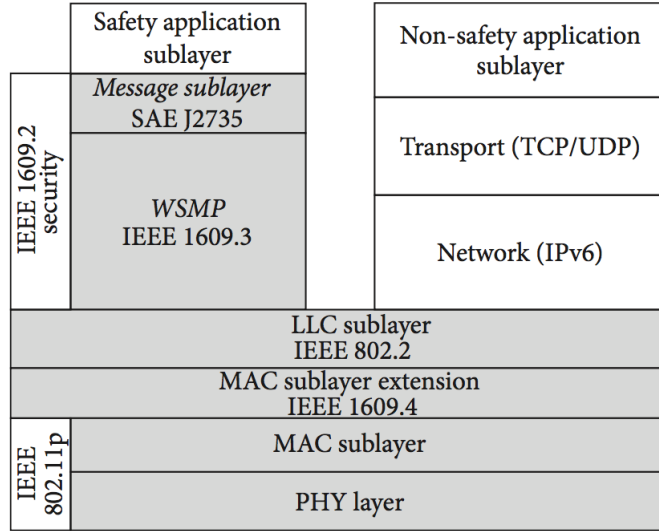 Safety application
sublayer
Non-safety application
sublayer
IEEE 1609.2
security
Message sublayer
SAE J2735
Transport (TCP/UDP)
WSMP
IEEE 1609.3
Network (IPv6)
LLC sublayer
IEEE 802.2
MAC sublayer extension
IEEE 1609.4
IEEE
802.11p
MAC sublayer
PHY layer